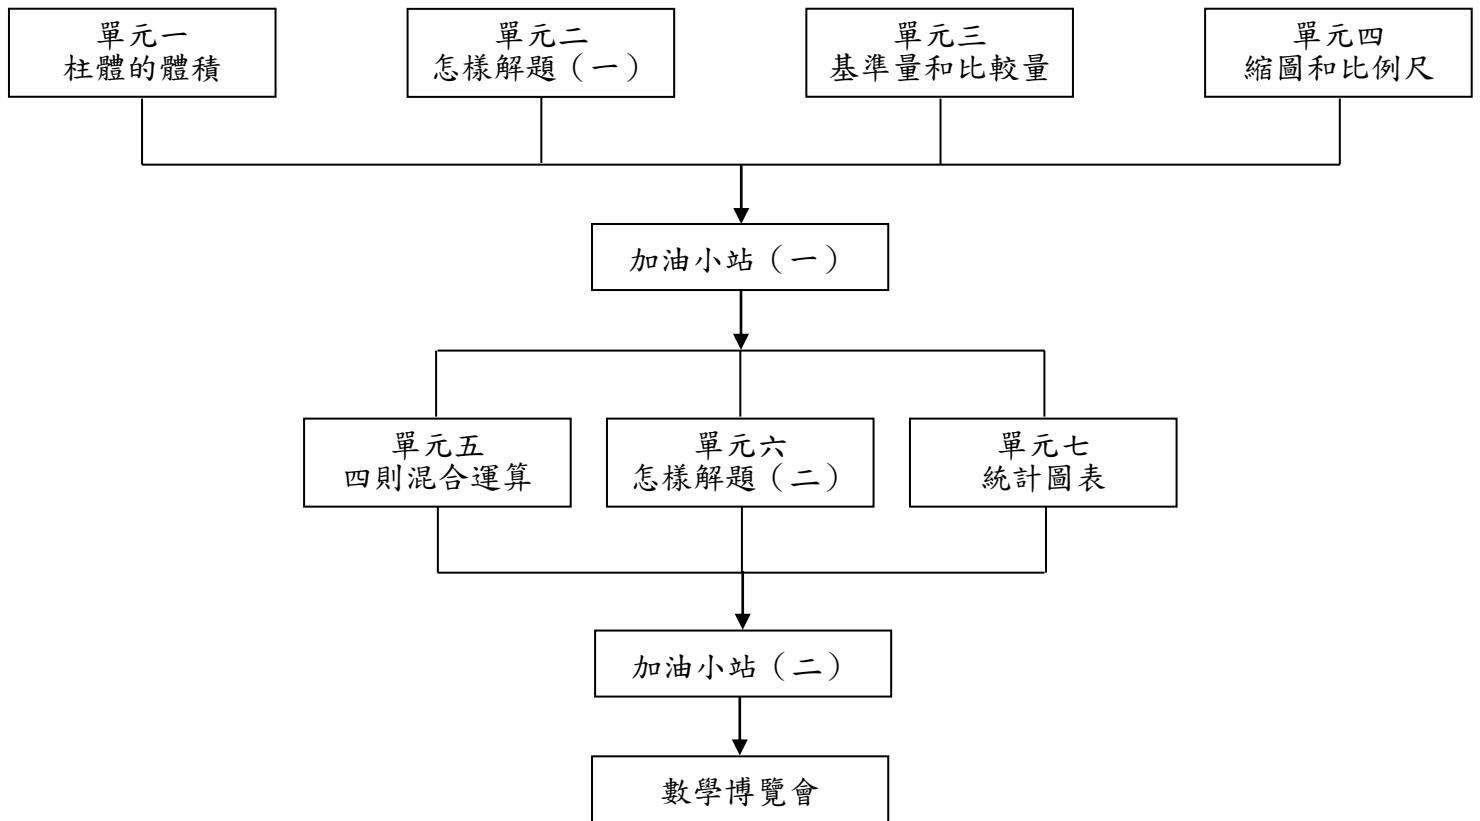 單元一
柱體的體積
單元二
怎樣解題（一）
單元三
基準量和比較量
單元四
縮圖和比例尺
加油小站（一）
單元五
四則混合運算
單元六
怎樣解題（二）
單元七
統計圖表
加油小站（二）
數學博覽會